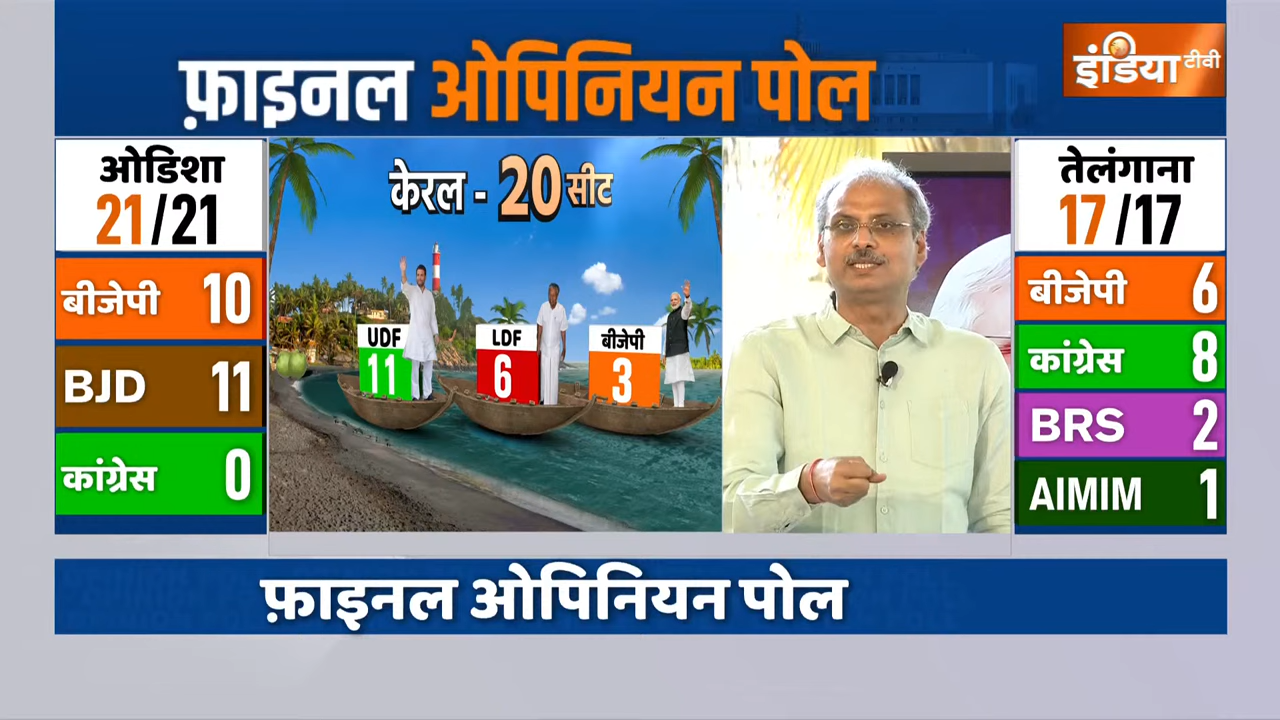 फ़ाइनल ओपिनियन पोल
इंडिया टीवी
ओडिशा
21/21
बीजेपी 10
BJD 11
कांग्रेस 0
केरल - 20 सीट
UDF
11
LDF
6
बीजेपी
3
तेलंगाना
17/17
बीजेपी 6
कांग्रेस 8
BRS 2
AIMIM 1
फ़ाइनल ओपिनियन पोल